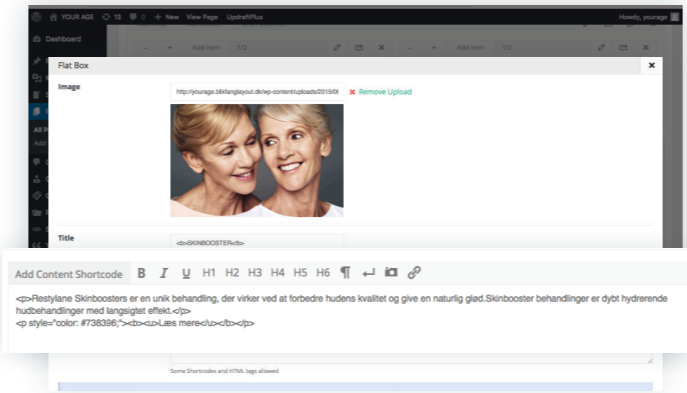 YOUR AGE 13 0 + New View Page UpdraftPlus Howdy, yourage
Dashboard
- + Add Item 1/2 - + Add Item 1/2
Flat Box
Image
http://yourage.blikfanglayout.dk/wp-content/uploads/2015/08
Remove Upload
All P
Add
Title
<b>SKINBOOSTER</b>
Add Content Shortcode B I U H1 H2 H3 H4 H5 H6
<p>Restylane Skinboosters er en unik behandling, der virker ved at forbedre hudens kvalitet og give en naturlig glød.Skinbooster behandlinger er dybt hydrerende
hudbehandlinger med langsigtet effekt.</p>
<p style="color: #738396;"><b><u>Læs mere</u></b></p>
Some Shortcodes and HTML tags allowed